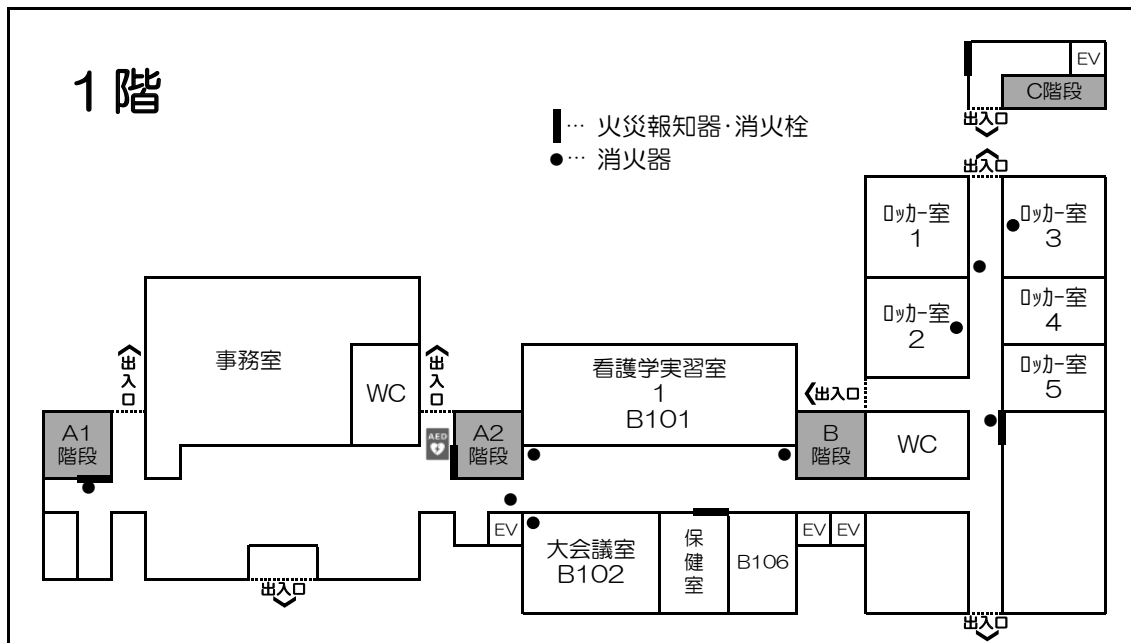 1階
…火災報知器・消火栓
…消火器
EV
C階段
出入口
出入口
ロッカー室
1
ロッカー室
3
ロッカー室
2
ロッカー室
4
ロッカー室
5
出入口
事務室
WC
出入口
看護学実習室
1
B101
出入口
A1
階段
AED
A2
階段
B
階段
WC
EV
大会議室
B102
保健室
B106
EV
EV
出入口
出入口